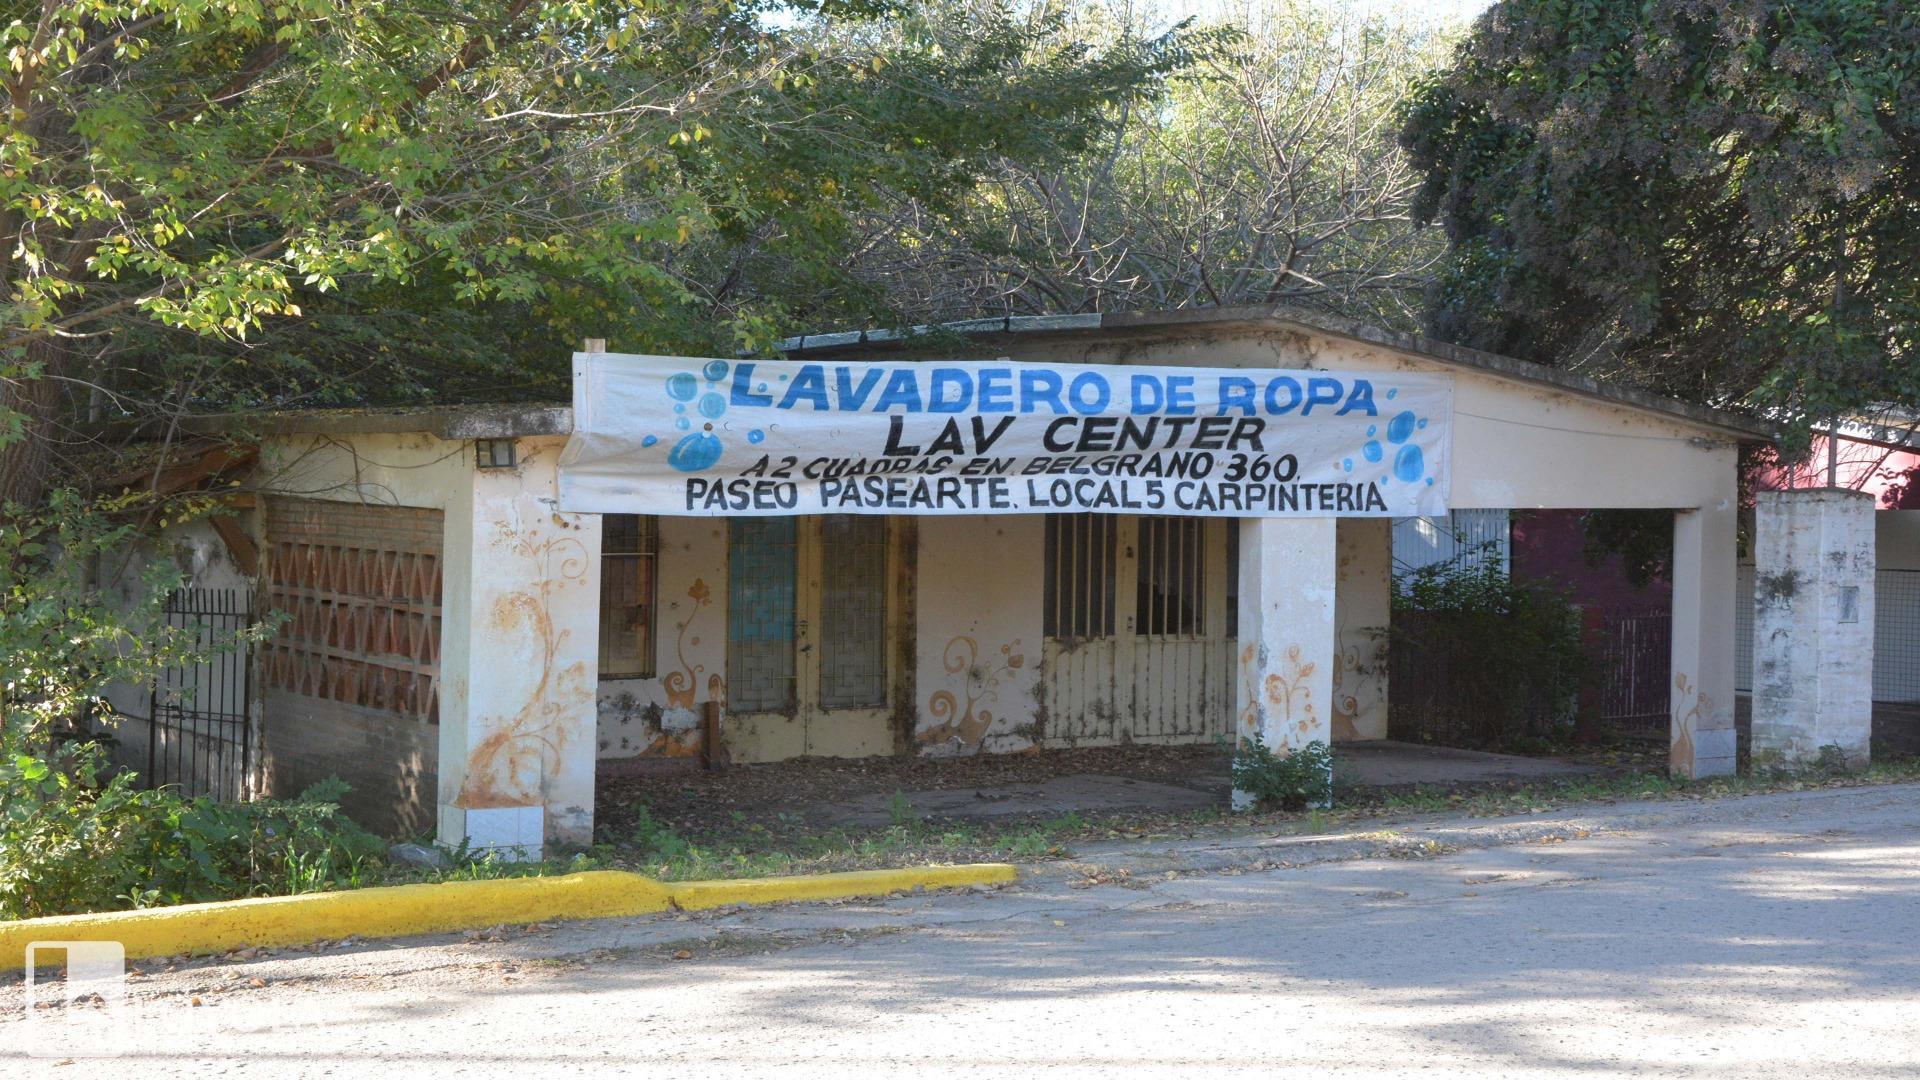 LAVADERO DE ROPA
LAV CENTER
A 2 CUADRAS EN BELGRANO 360.
PASEO PASEARTE. LOCAL 5 CARPINTERIA